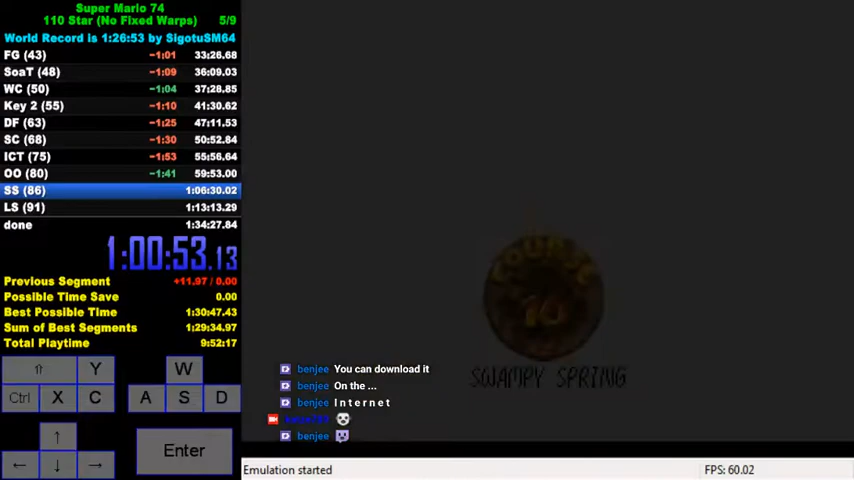 Super Mario 74
110 Star (No Fixed Warps) 5/9
World Record is 1:26:53 by SigotuSM64
FG (43) −1:01 33:26.68
SoaT (48) −1:09 36:09.03
WC (50) −1:04 37:28.85
Key 2 (55) −1:10 41:30.62
DF (63) −1:25 47:11.53
SC (68) −1:30 50:52.84
ICT (75) −1:53 55:56.64
OO (80) −1:41 59:53.00
SS (86) 1:06:30.02
LS (91) 1:13:13.29
done 1:34:27.84
1:00:53.13
Previous Segment +11.97 / 0.00
Possible Time Save 0.00
Best Possible Time 1:30:47.43
Sum of Best Segments 1:29:34.97
Total Playtime 9:52:17
⇧ Y W
Ctrl X C A S D
↑
← ↓ → Enter
COURSE
10
SWAMPY SPRING
benjee You can download it
benjee On the ...
benjee I n t e r n e t
benjee
Emulation started FPS: 60.02